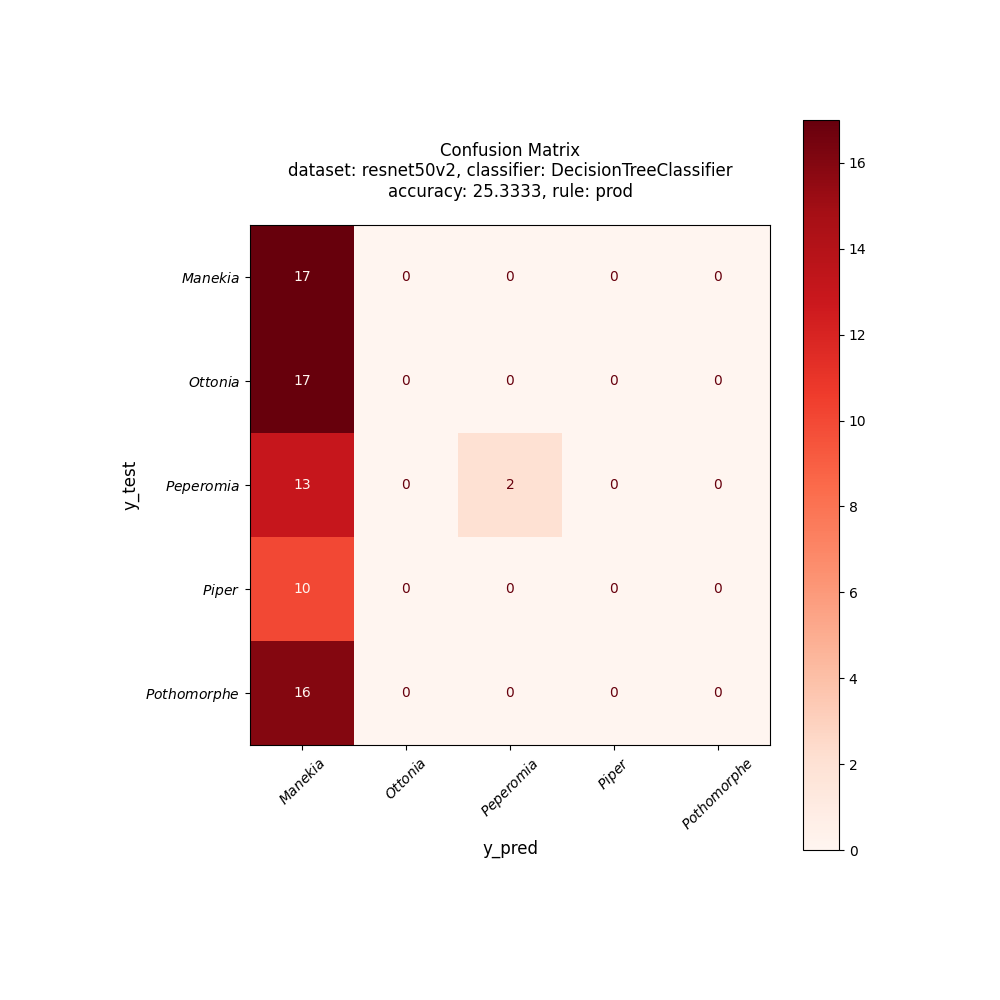 Confusion Matrix
dataset: resnet50v2, classifier: DecisionTreeClassifier
accuracy: 25.3333, rule: prod
y_test
Manekia 17 0 0 0 0
Ottonia 17 0 0 0 0
Peperomia 13 0 2 0 0
Piper 10 0 0 0 0
Pothomorphe 16 0 0 0 0
Manekia Ottonia Peperomia Piper Pothomorphe
y_pred
16
14
12
10
8
6
4
2
0